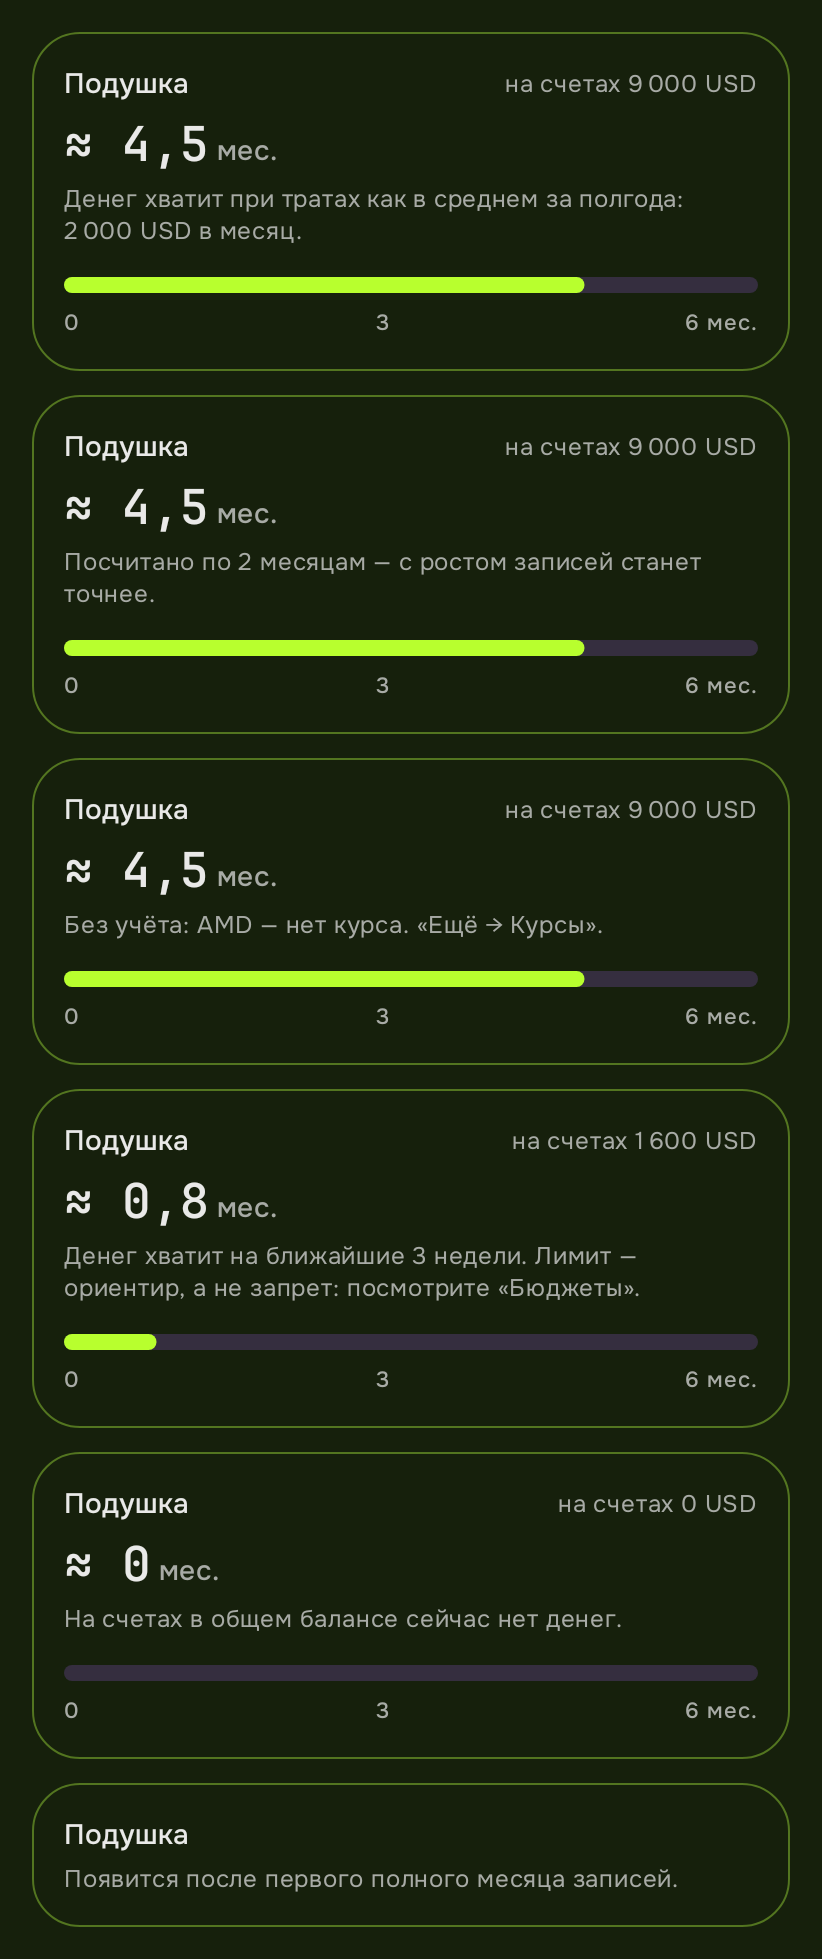 Подушка
на счетах 9 000 USD
≈ 4,5 мес.
Денег хватит при тратах как в среднем за полгода:
2 000 USD в месяц.
0 3 6 мес.
Подушка
на счетах 9 000 USD
≈ 4,5 мес.
Посчитано по 2 месяцам — с ростом записей станет
точнее.
0 3 6 мес.
Подушка
на счетах 9 000 USD
≈ 4,5 мес.
Без учёта: AMD — нет курса. «Ещё → Курсы».
0 3 6 мес.
Подушка
на счетах 1 600 USD
≈ 0,8 мес.
Денег хватит на ближайшие 3 недели. Лимит —
ориентир, а не запрет: посмотрите «Бюджеты».
0 3 6 мес.
Подушка
на счетах 0 USD
≈ 0 мес.
На счетах в общем балансе сейчас нет денег.
0 3 6 мес.
Подушка
Появится после первого полного месяца записей.